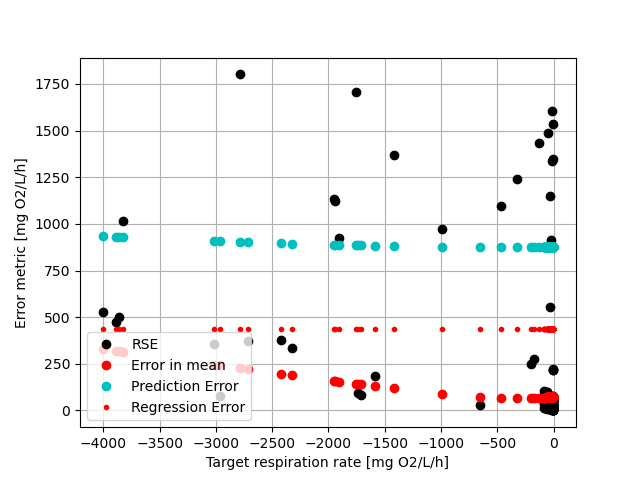 1750
1500
1250
1000
750
500
250
0
Error metric [mg O2/L/h]
RSE
Error in mean
Prediction Error
Regression Error
−4000 −3500 −3000 −2500 −2000 −1500 −1000 −500 0
Target respiration rate [mg O2/L/h]